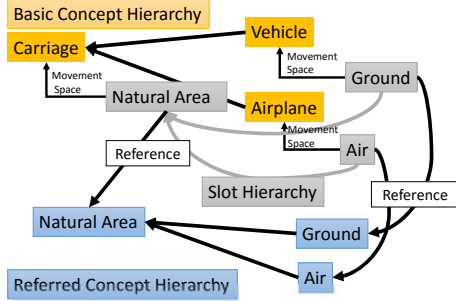 Basic Concept Hierarchy
Vehicle
Carriage
Movement
Space
Movement
Space
Ground
Natural Area
Airplane
Movement
Space
Air
Reference
Slot Hierarchy
Reference
Natural Area
Ground
Air
Referred Concept Hierarchy